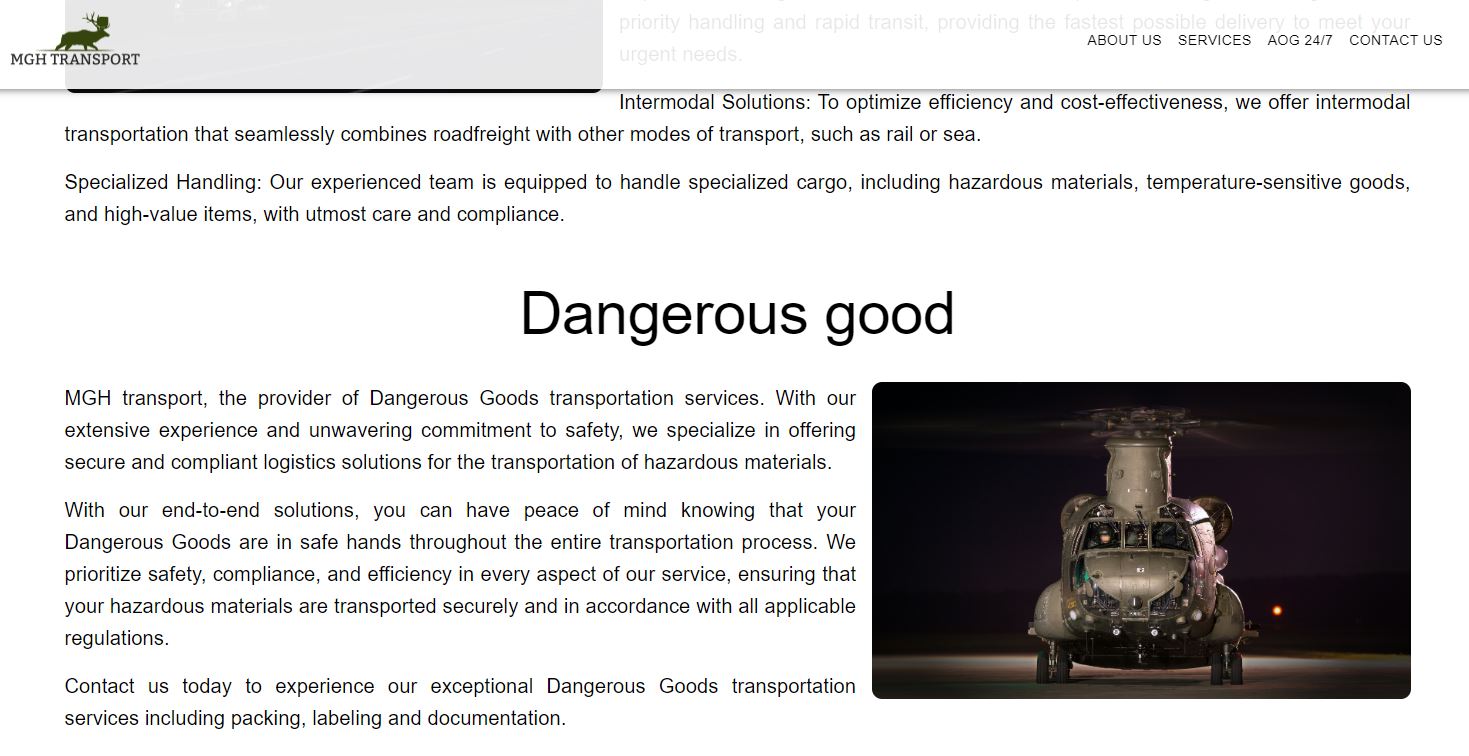 priority handling and rapid transit, providing the fastest possible delivery to meet your
urgent needs.
MGH TRANSPORT
ABOUT US SERVICES AOG 24/7 CONTACT US
Intermodal Solutions: To optimize efficiency and cost-effectiveness, we offer intermodal
transportation that seamlessly combines roadfreight with other modes of transport, such as rail or sea.
Specialized Handling: Our experienced team is equipped to handle specialized cargo, including hazardous materials, temperature-sensitive goods,
and high-value items, with utmost care and compliance.
Dangerous good
MGH transport, the provider of Dangerous Goods transportation services. With our
extensive experience and unwavering commitment to safety, we specialize in offering
secure and compliant logistics solutions for the transportation of hazardous materials.
With our end-to-end solutions, you can have peace of mind knowing that your
Dangerous Goods are in safe hands throughout the entire transportation process. We
prioritize safety, compliance, and efficiency in every aspect of our service, ensuring that
your hazardous materials are transported securely and in accordance with all applicable
regulations.
Contact us today to experience our exceptional Dangerous Goods transportation
services including packing, labeling and documentation.